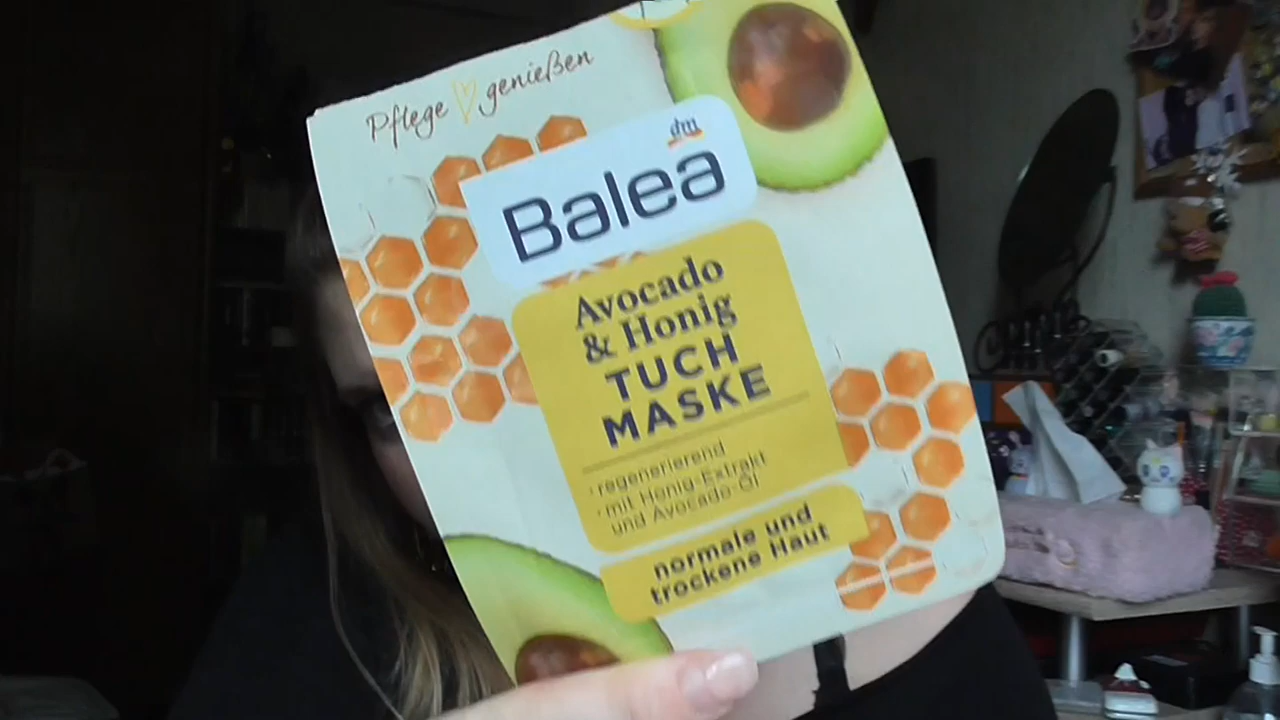 Pflege genießen
dm
Balea
Avocado
& Honig
TUCH
MASKE
• regenerierend
• mit Honig-Extrakt
und Avocado-Öl
normale und
trockene Haut